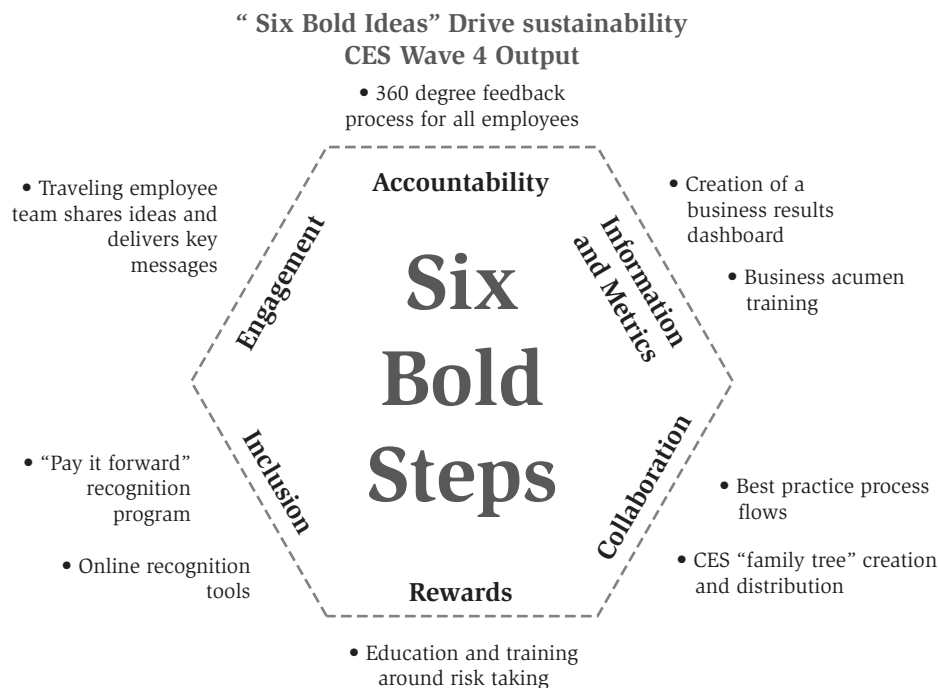 “ Six Bold Ideas” Drive sustainability
CES Wave 4 Output
• 360 degree feedback
process for all employees
Accountability
• Traveling employee
team shares ideas and
delivers key
messages
Engagement
Information
and Metrics
• Creation of a
business results
dashboard
• Business acumen
training
Six
Bold
Steps
Inclusion
• “Pay it forward”
recognition
program
• Online recognition
tools
Collaboration
• Best practice process
flows
• CES “family tree” creation
and distribution
Rewards
• Education and training
around risk taking